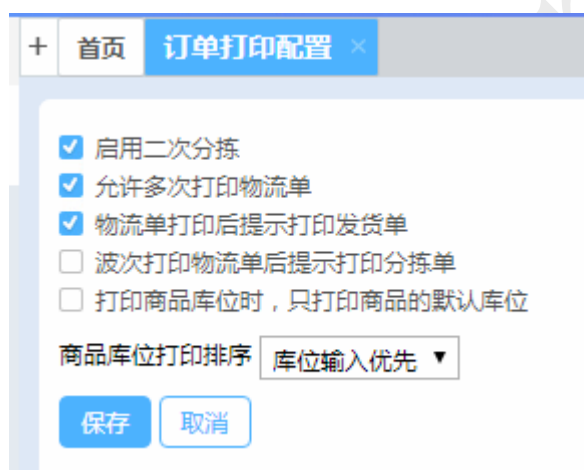 + 首页 订单打印配置 ×
启用二次分拣
允许多次打印物流单
物流单打印后提示打印发货单
波次打印物流单后提示打印分拣单
打印商品库位时，只打印商品的默认库位
商品库位打印排序 库位输入优先 ▼
保存 取消